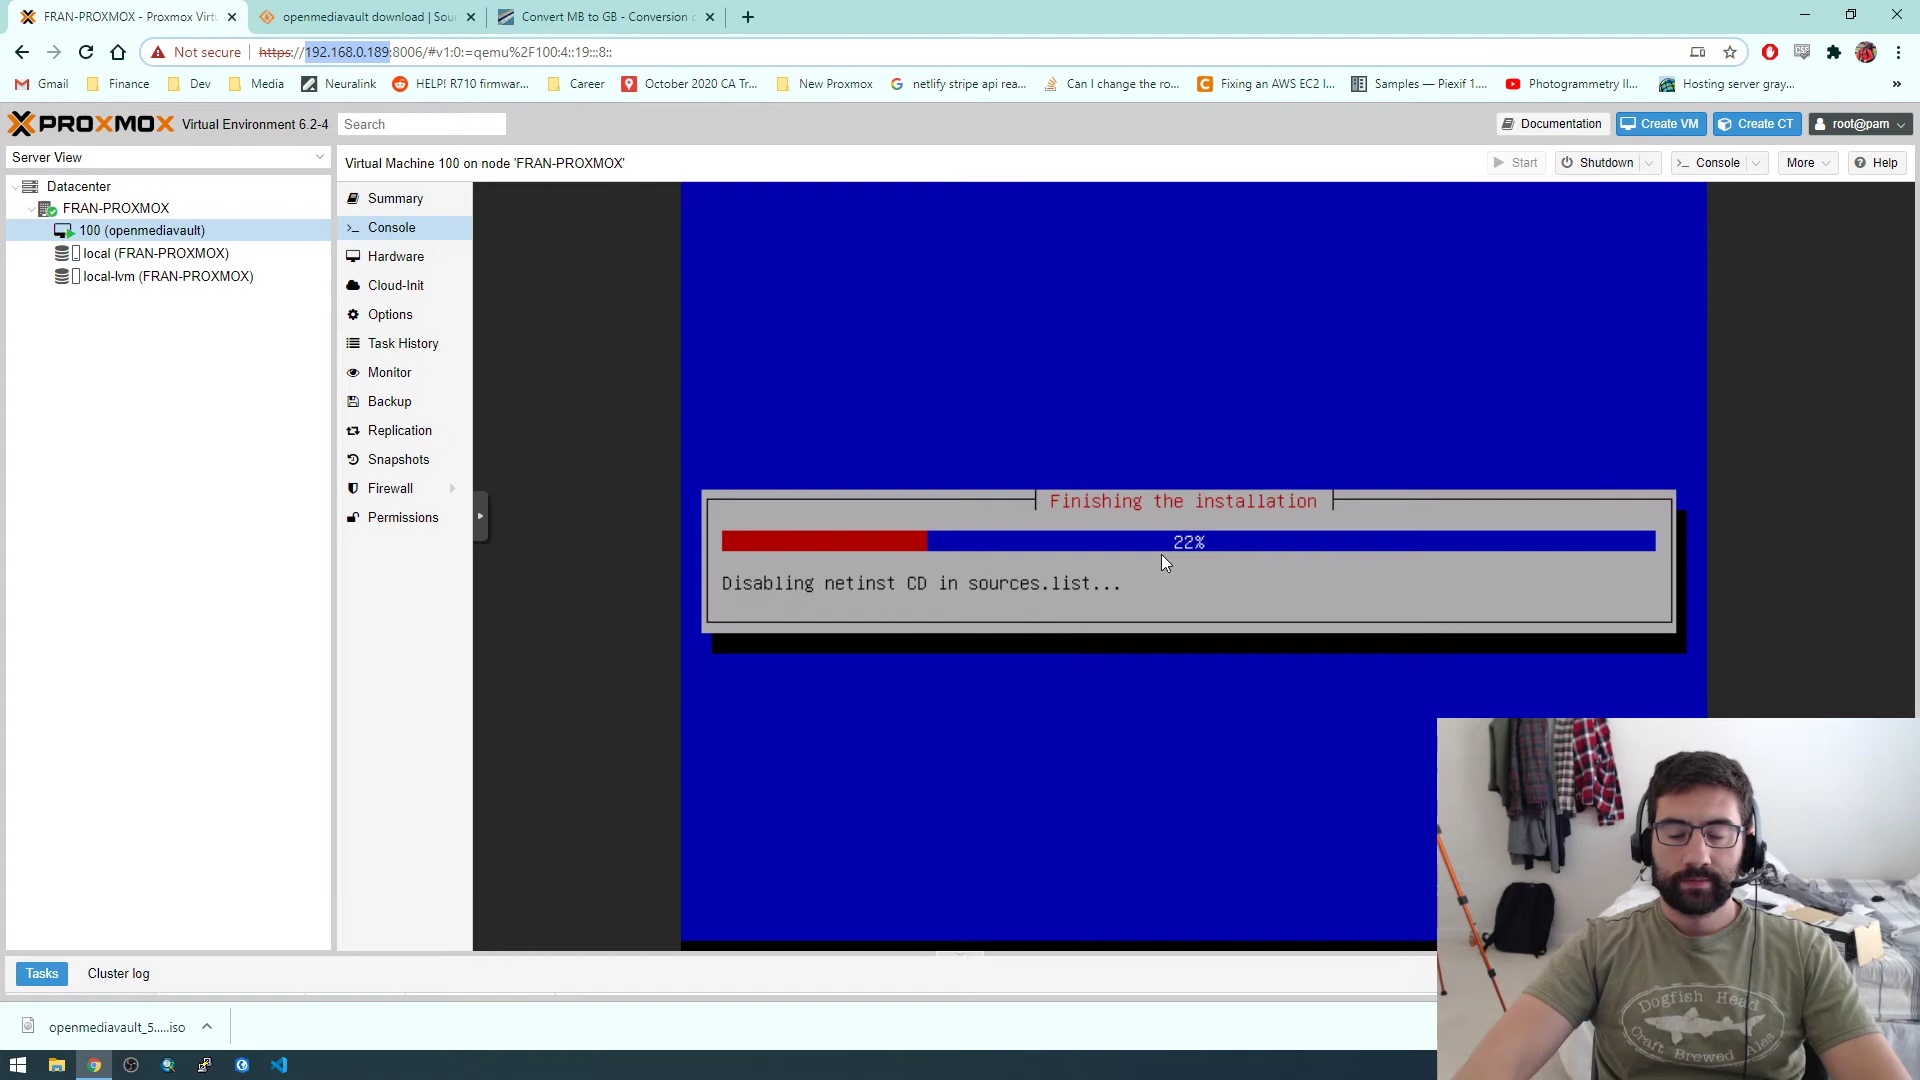 FRAN-PROXMOX - Proxmox Virtu
openmediavault download | Sour
Convert MB to GB - Conversion
Not secure
https://192.168.0.189:8006/#v1:0:=qemu%2F100:4::19:::8::
Gmail
Finance
Dev
Media
Neuralink
HELP! R710 firmwar...
Career
October 2020 CA Tr...
New Proxmox
netlify stripe api rea...
Can I change the ro...
Fixing an AWS EC2 I...
Samples — Piexif 1....
Photogrammetry II...
Hosting server gray...
PROXMOX Virtual Environment 6.2-4
Search
Documentation
Create VM
Create CT
root@pam
Server View
Virtual Machine 100 on node 'FRAN-PROXMOX'
Start
Shutdown
Console
More
Help
Datacenter
FRAN-PROXMOX
100 (openmediavault)
local (FRAN-PROXMOX)
local-lvm (FRAN-PROXMOX)
Summary
Console
Hardware
Cloud-Init
Options
Task History
Monitor
Backup
Replication
Snapshots
Firewall
Permissions
Finishing the installation
22%
Disabling netinst CD in sources.list...
Tasks
Cluster log
openmediavault_5.....iso
Dogfish Head
Craft Brewed Ales